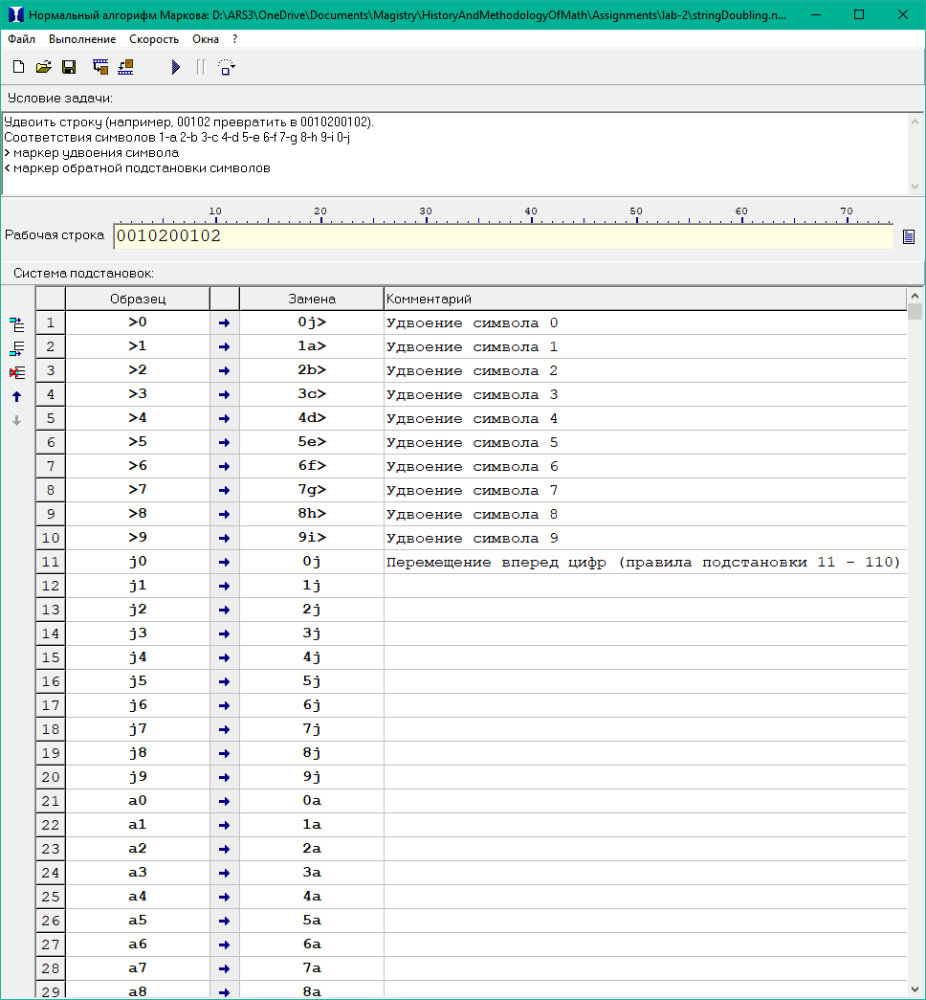 Нормальный алгорифм Маркова: D:\ARS3\OneDrive\Documents\Magistry\HistoryAndMethodologyOfMath\Assignments\lab-2\stringDoubling.n...
Файл Выполнение Скорость Окна ?
Условие задачи:
Удвоить строку (например, 00102 превратить в 0010200102).
Соответствия символов 1-a 2-b 3-c 4-d 5-e 6-f 7-g 8-h 9-i 0-j
> маркер удвоения символа
< маркер обратной подстановки символов
10 20 30 40 50 60 70
Рабочая строка 0010200102
Система подстановок:
Образец Замена Комментарий
1 >0 → 0j> Удвоение символа 0
2 >1 → 1a> Удвоение символа 1
3 >2 → 2b> Удвоение символа 2
4 >3 → 3c> Удвоение символа 3
5 >4 → 4d> Удвоение символа 4
6 >5 → 5e> Удвоение символа 5
7 >6 → 6f> Удвоение символа 6
8 >7 → 7g> Удвоение символа 7
9 >8 → 8h> Удвоение символа 8
10 >9 → 9i> Удвоение символа 9
11 j0 → 0j Перемещение вперед цифр (правила подстановки 11 - 110)
12 j1 → 1j
13 j2 → 2j
14 j3 → 3j
15 j4 → 4j
16 j5 → 5j
17 j6 → 6j
18 j7 → 7j
19 j8 → 8j
20 j9 → 9j
21 a0 → 0a
22 a1 → 1a
23 a2 → 2a
24 a3 → 3a
25 a4 → 4a
26 a5 → 5a
27 a6 → 6a
28 a7 → 7a
29 a8 → 8a